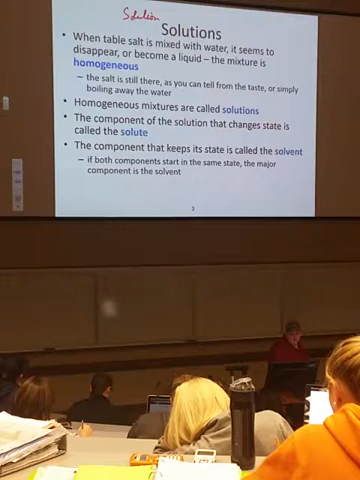 Solution
Solutions
• When table salt is mixed with water, it seems to
disappear, or become a liquid – the mixture is
homogeneous
– the salt is still there, as you can tell from the taste, or simply
boiling away the water
• Homogeneous mixtures are called solutions
• The component of the solution that changes state is
called the solute
• The component that keeps its state is called the solvent
– if both components start in the same state, the major
component is the solvent